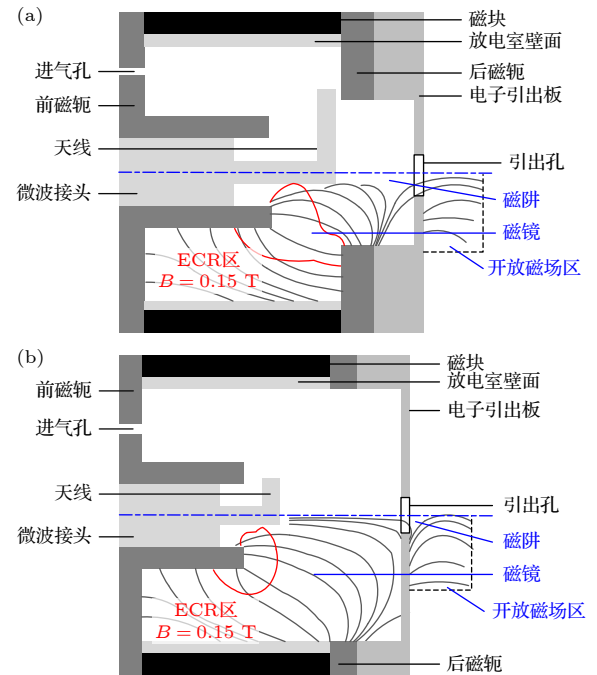 (a)
磁块
放电室壁面
进气孔
后磁轭
前磁轭
电子引出板
天线
引出孔
微波接头
磁阱
磁镜
ECR区
B = 0.15 T
开放磁场区
(b)
磁块
放电室壁面
前磁轭
电子引出板
进气孔
天线
引出孔
微波接头
磁阱
磁镜
ECR区
B = 0.15 T
开放磁场区
后磁轭